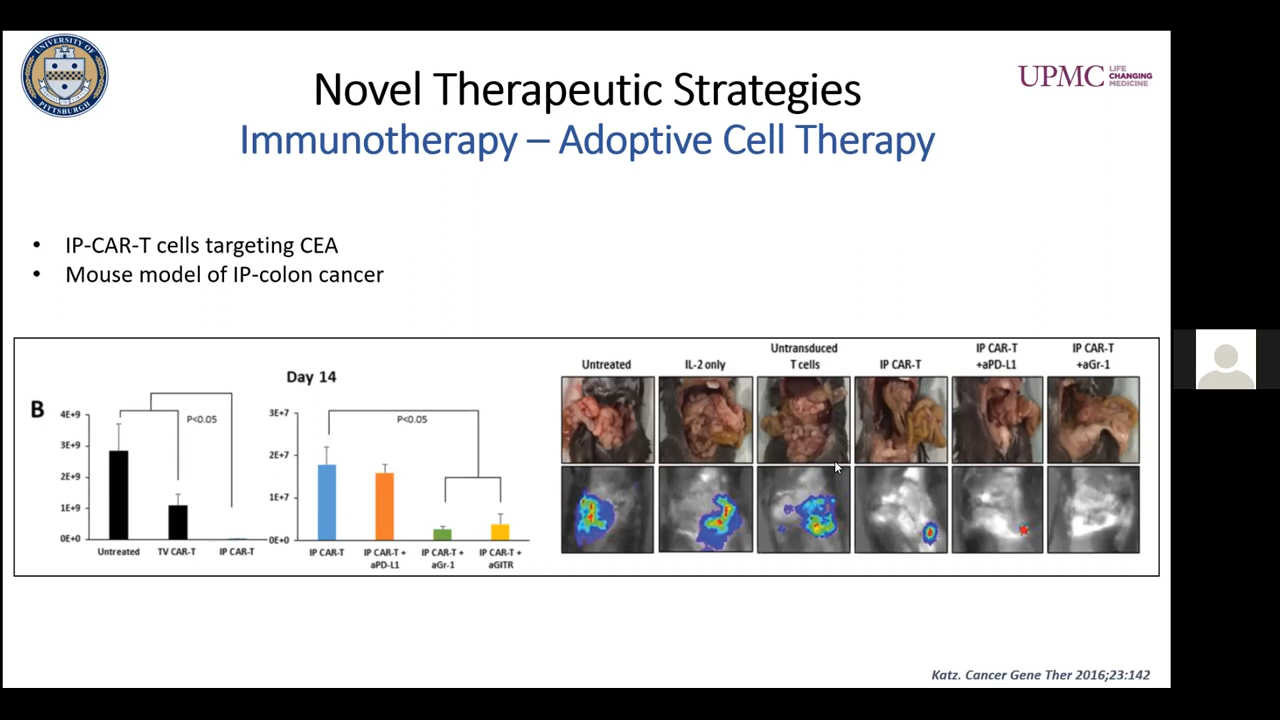 UNIVERSITY OF
PITTSBURGH
UPMC LIFE
CHANGING
MEDICINE
Novel Therapeutic Strategies
Immunotherapy – Adoptive Cell Therapy
• IP-CAR-T cells targeting CEA
• Mouse model of IP-colon cancer
B
Day 14
4E+9
3E+9
2E+9
1E+9
0E+0
P<0.05
Untreated
TV CAR-T
IP CAR-T
3E+7
2E+7
1E+7
0E+0
P<0.05
IP CAR-T
IP CAR-T +
aPD-L1
IP CAR-T +
aGr-1
IP CAR-T +
aGITR
Untreated
IL-2 only
Untransduced
T cells
IP CAR-T
IP CAR-T
+aPD-L1
IP CAR-T
+aGr-1
Katz. Cancer Gene Ther 2016;23:142